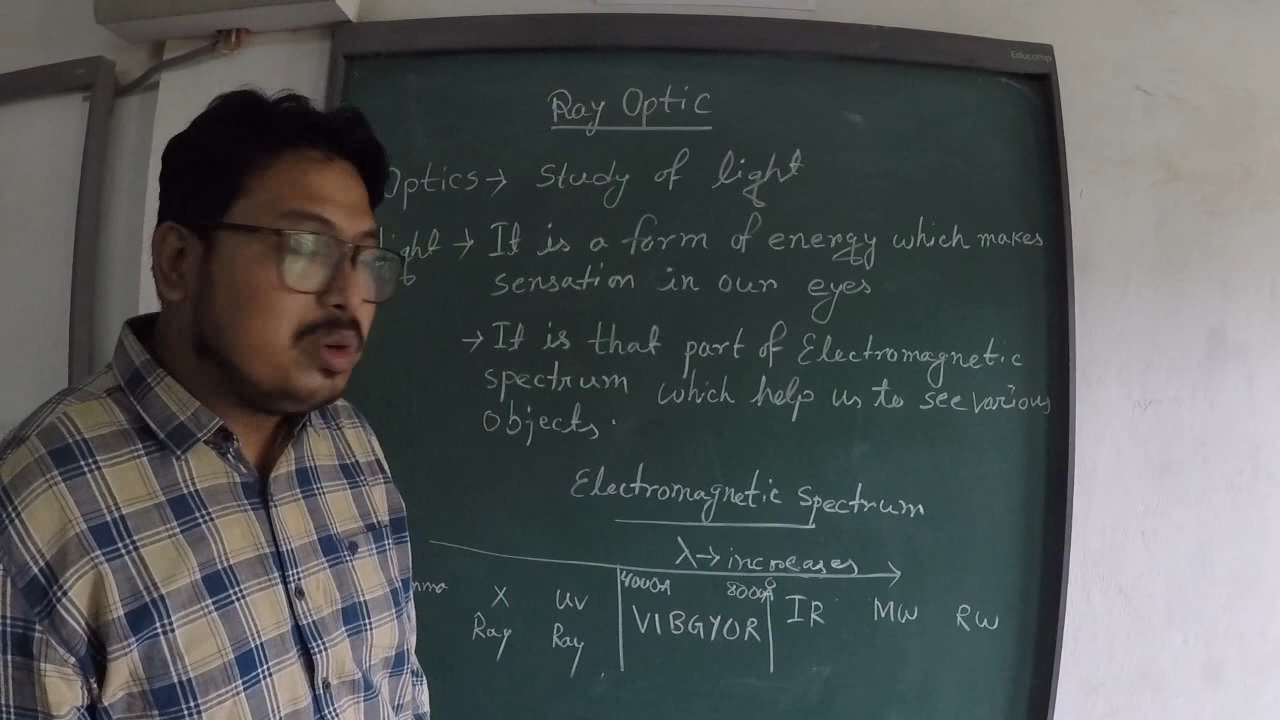 Educomp
Ray Optic
Optics → Study of light
light → It is a form of energy which makes
sensation in our eyes
→ It is that part of Electromagnetic
spectrum which help us to see various
objects.
Electromagnetic Spectrum
λ → increases
4000Å 8000Å
X UV VIBGYOR IR MW RW
Ray Ray